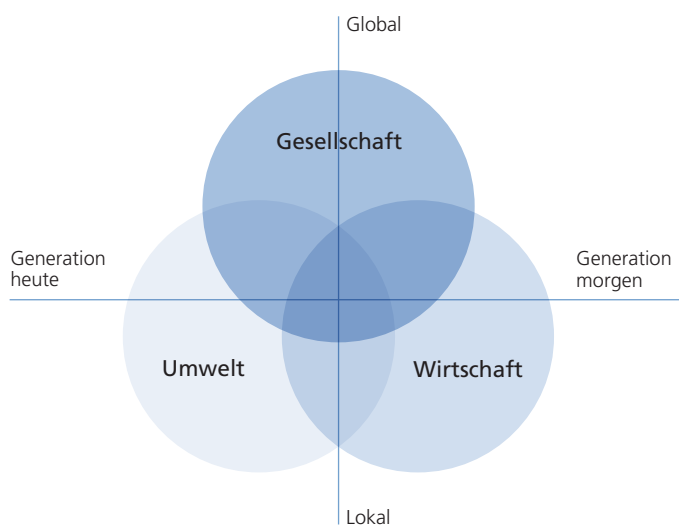 Global
Gesellschaft
Generation
heute
Generation
morgen
Umwelt
Wirtschaft
Lokal